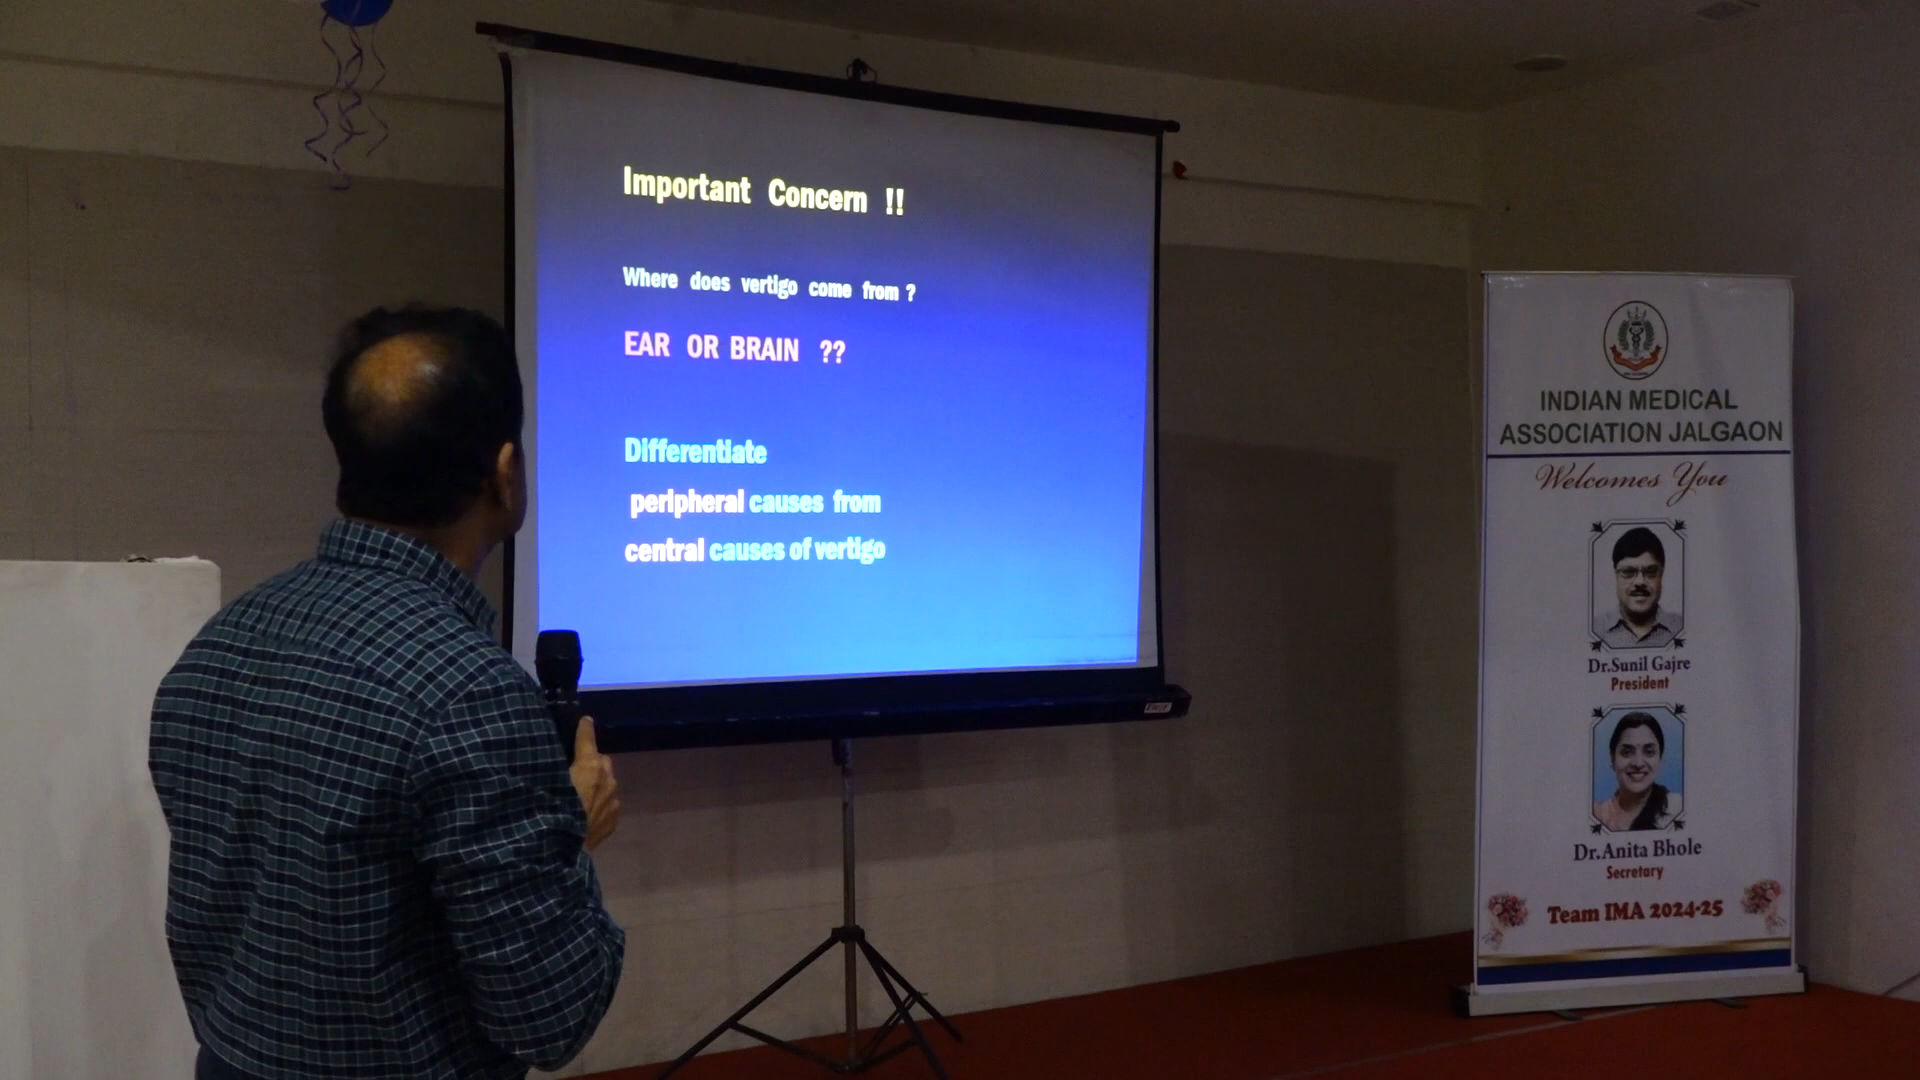 Important Concern !!
Where does vertigo come from ?
EAR OR BRAIN ??
Differentiate
peripheral causes from
central causes of vertigo
INDIAN MEDICAL
ASSOCIATION JALGAON
Welcomes You
Dr.Sunil Gajre
President
Dr.Anita Bhole
Secretary
Team IMA 2024-25